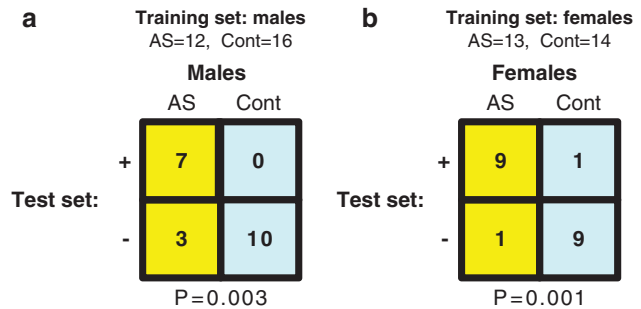 a
Training set: males
AS=12, Cont=16
Males
AS Cont
+ 7 0
Test set:
- 3 10
P=0.003
b
Training set: females
AS=13, Cont=14
Females
AS Cont
+ 9 1
Test set:
- 1 9
P=0.001